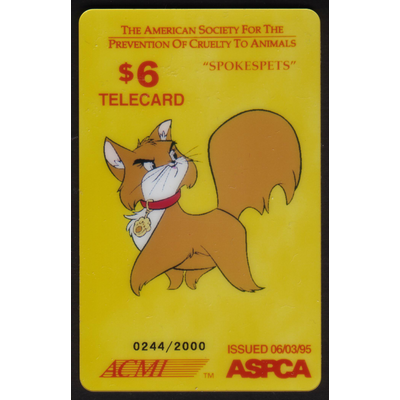 THE AMERICAN SOCIETY FOR THE
PREVENTION OF CRUELTY TO ANIMALS
$6
TELECARD
"SPOKESPETS"
0244/2000
ISSUED 06/03/95
ACMI TM
ASPCA